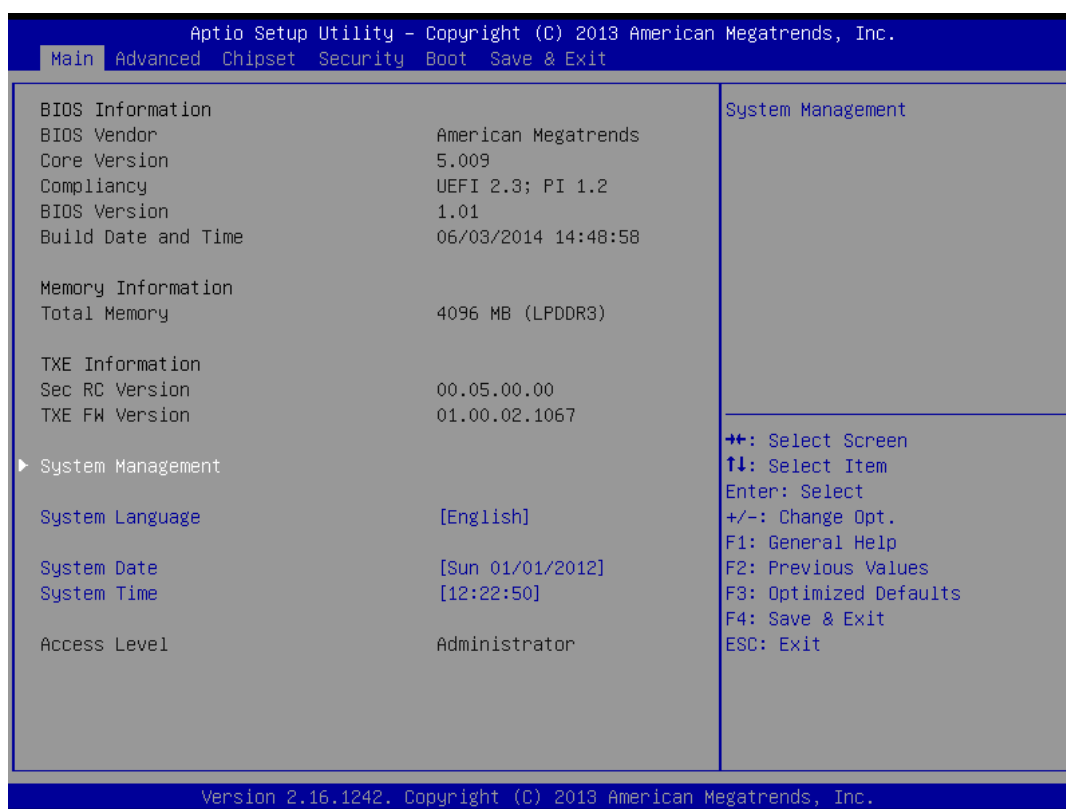 Aptio Setup Utility – Copyright (C) 2013 American Megatrends, Inc.
Main Advanced Chipset Security Boot Save & Exit
BIOS Information
BIOS Vendor American Megatrends
Core Version 5.009
Compliancy UEFI 2.3; PI 1.2
BIOS Version 1.01
Build Date and Time 06/03/2014 14:48:58
Memory Information
Total Memory 4096 MB (LPDDR3)
TXE Information
Sec RC Version 00.05.00.00
TXE FW Version 01.00.02.1067
System Management
System Language [English]
System Date [Sun 01/01/2012]
System Time [12:22:50]
Access Level Administrator
System Management
→←: Select Screen
↑↓: Select Item
Enter: Select
+/-: Change Opt.
F1: General Help
F2: Previous Values
F3: Optimized Defaults
F4: Save & Exit
ESC: Exit
Version 2.16.1242. Copyright (C) 2013 American Megatrends, Inc.